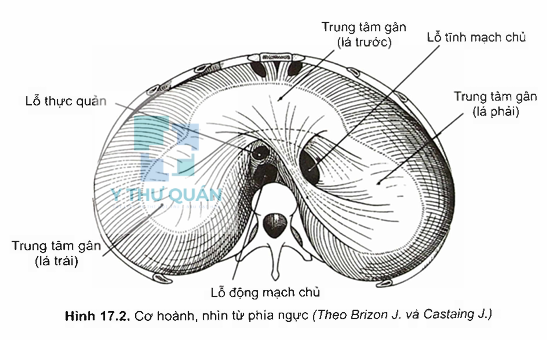 Trung tâm gân
(lá trước)
Lỗ tĩnh mạch chủ
Lỗ thực quản
Trung tâm gân
(lá phải)
Y THƯ QUÁN
Trung tâm gân
(lá trái)
Lỗ động mạch chủ
Hình 17.2. Cơ hoành, nhìn từ phía ngực (Theo Brizon J. và Castaing J.)